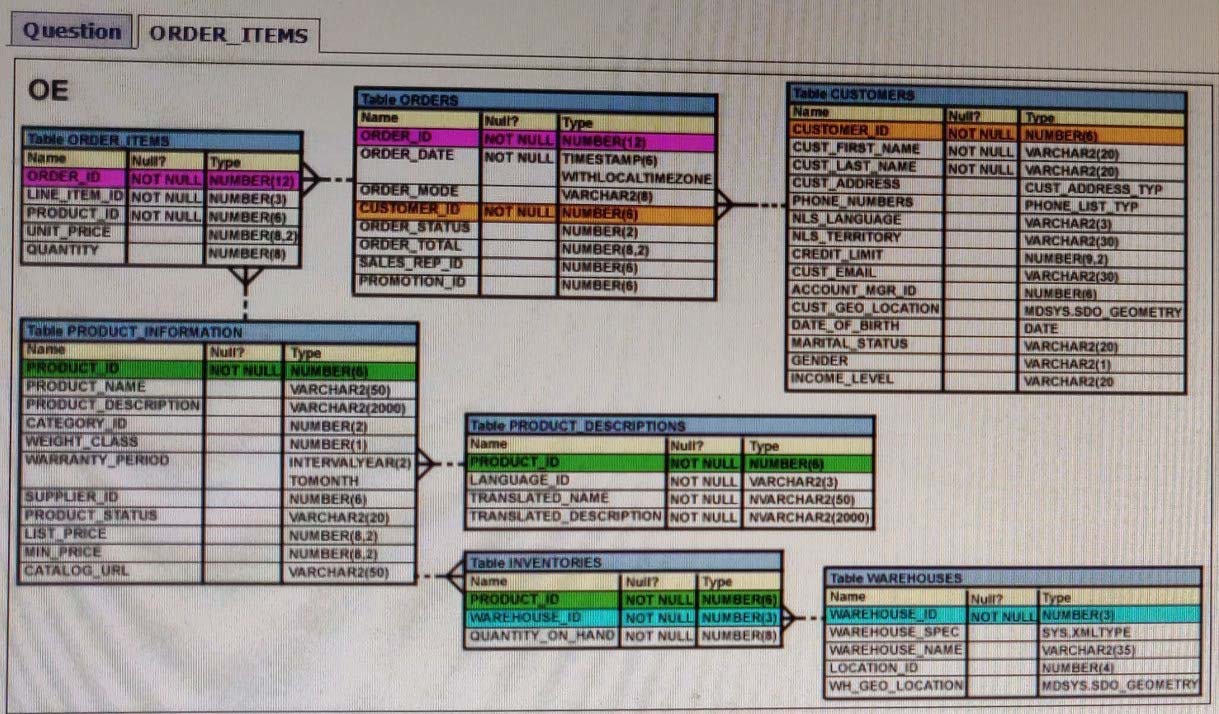 Question
ORDER_ITEMS
OE
Table ORDER_ITEMS
Name Null? Type
ORDER_ID NOT NULL NUMBER(12)
LINE_ITEM_ID NOT NULL NUMBER(3)
PRODUCT_ID NOT NULL NUMBER(6)
UNIT_PRICE NUMBER(8,2)
QUANTITY NUMBER(8)
Table ORDERS
Name Null? Type
ORDER_ID NOT NULL NUMBER(12)
ORDER_DATE NOT NULL TIMESTAMP(6)
WITHLOCALTIMEZONE
ORDER_MODE VARCHAR2(8)
CUSTOMER_ID NOT NULL NUMBER(6)
ORDER_STATUS NUMBER(2)
ORDER_TOTAL NUMBER(8,2)
SALES_REP_ID NUMBER(6)
PROMOTION_ID NUMBER(6)
Table CUSTOMERS
Name Null? Type
CUSTOMER_ID NOT NULL NUMBER(6)
CUST_FIRST_NAME NOT NULL VARCHAR2(20)
CUST_LAST_NAME NOT NULL VARCHAR2(20)
CUST_ADDRESS CUST_ADDRESS_TYP
PHONE_NUMBERS PHONE_LIST_TYP
NLS_LANGUAGE VARCHAR2(3)
NLS_TERRITORY VARCHAR2(30)
CREDIT_LIMIT NUMBER(9,2)
CUST_EMAIL VARCHAR2(30)
ACCOUNT_MGR_ID NUMBER(6)
CUST_GEO_LOCATION MDSYS.SDO_GEOMETRY
DATE_OF_BIRTH DATE
MARITAL_STATUS VARCHAR2(20)
GENDER VARCHAR2(1)
INCOME_LEVEL VARCHAR2(20
Table PRODUCT_INFORMATION
Name Null? Type
PRODUCT_ID NOT NULL NUMBER(6)
PRODUCT_NAME VARCHAR2(50)
PRODUCT_DESCRIPTION VARCHAR2(2000)
CATEGORY_ID NUMBER(2)
WEIGHT_CLASS NUMBER(1)
WARRANTY_PERIOD INTERVALYEAR(2)
TOMONTH
SUPPLIER_ID NUMBER(6)
PRODUCT_STATUS VARCHAR2(20)
LIST_PRICE NUMBER(8,2)
MIN_PRICE NUMBER(8,2)
CATALOG_URL VARCHAR2(50)
Table PRODUCT_DESCRIPTIONS
Name Null? Type
PRODUCT_ID NOT NULL NUMBER(6)
LANGUAGE_ID NOT NULL VARCHAR2(3)
TRANSLATED_NAME NOT NULL NVARCHAR2(50)
TRANSLATED_DESCRIPTION NOT NULL NVARCHAR2(2000)
Table INVENTORIES
Name Null? Type
PRODUCT_ID NOT NULL NUMBER(6)
WAREHOUSE_ID NOT NULL NUMBER(3)
QUANTITY_ON_HAND NOT NULL NUMBER(8)
Table WAREHOUSES
Name Null? Type
WAREHOUSE_ID NOT NULL NUMBER(3)
WAREHOUSE_SPEC SYS.XMLTYPE
WAREHOUSE_NAME VARCHAR2(35)
LOCATION_ID NUMBER(4)
WH_GEO_LOCATION MDSYS.SDO_GEOMETRY